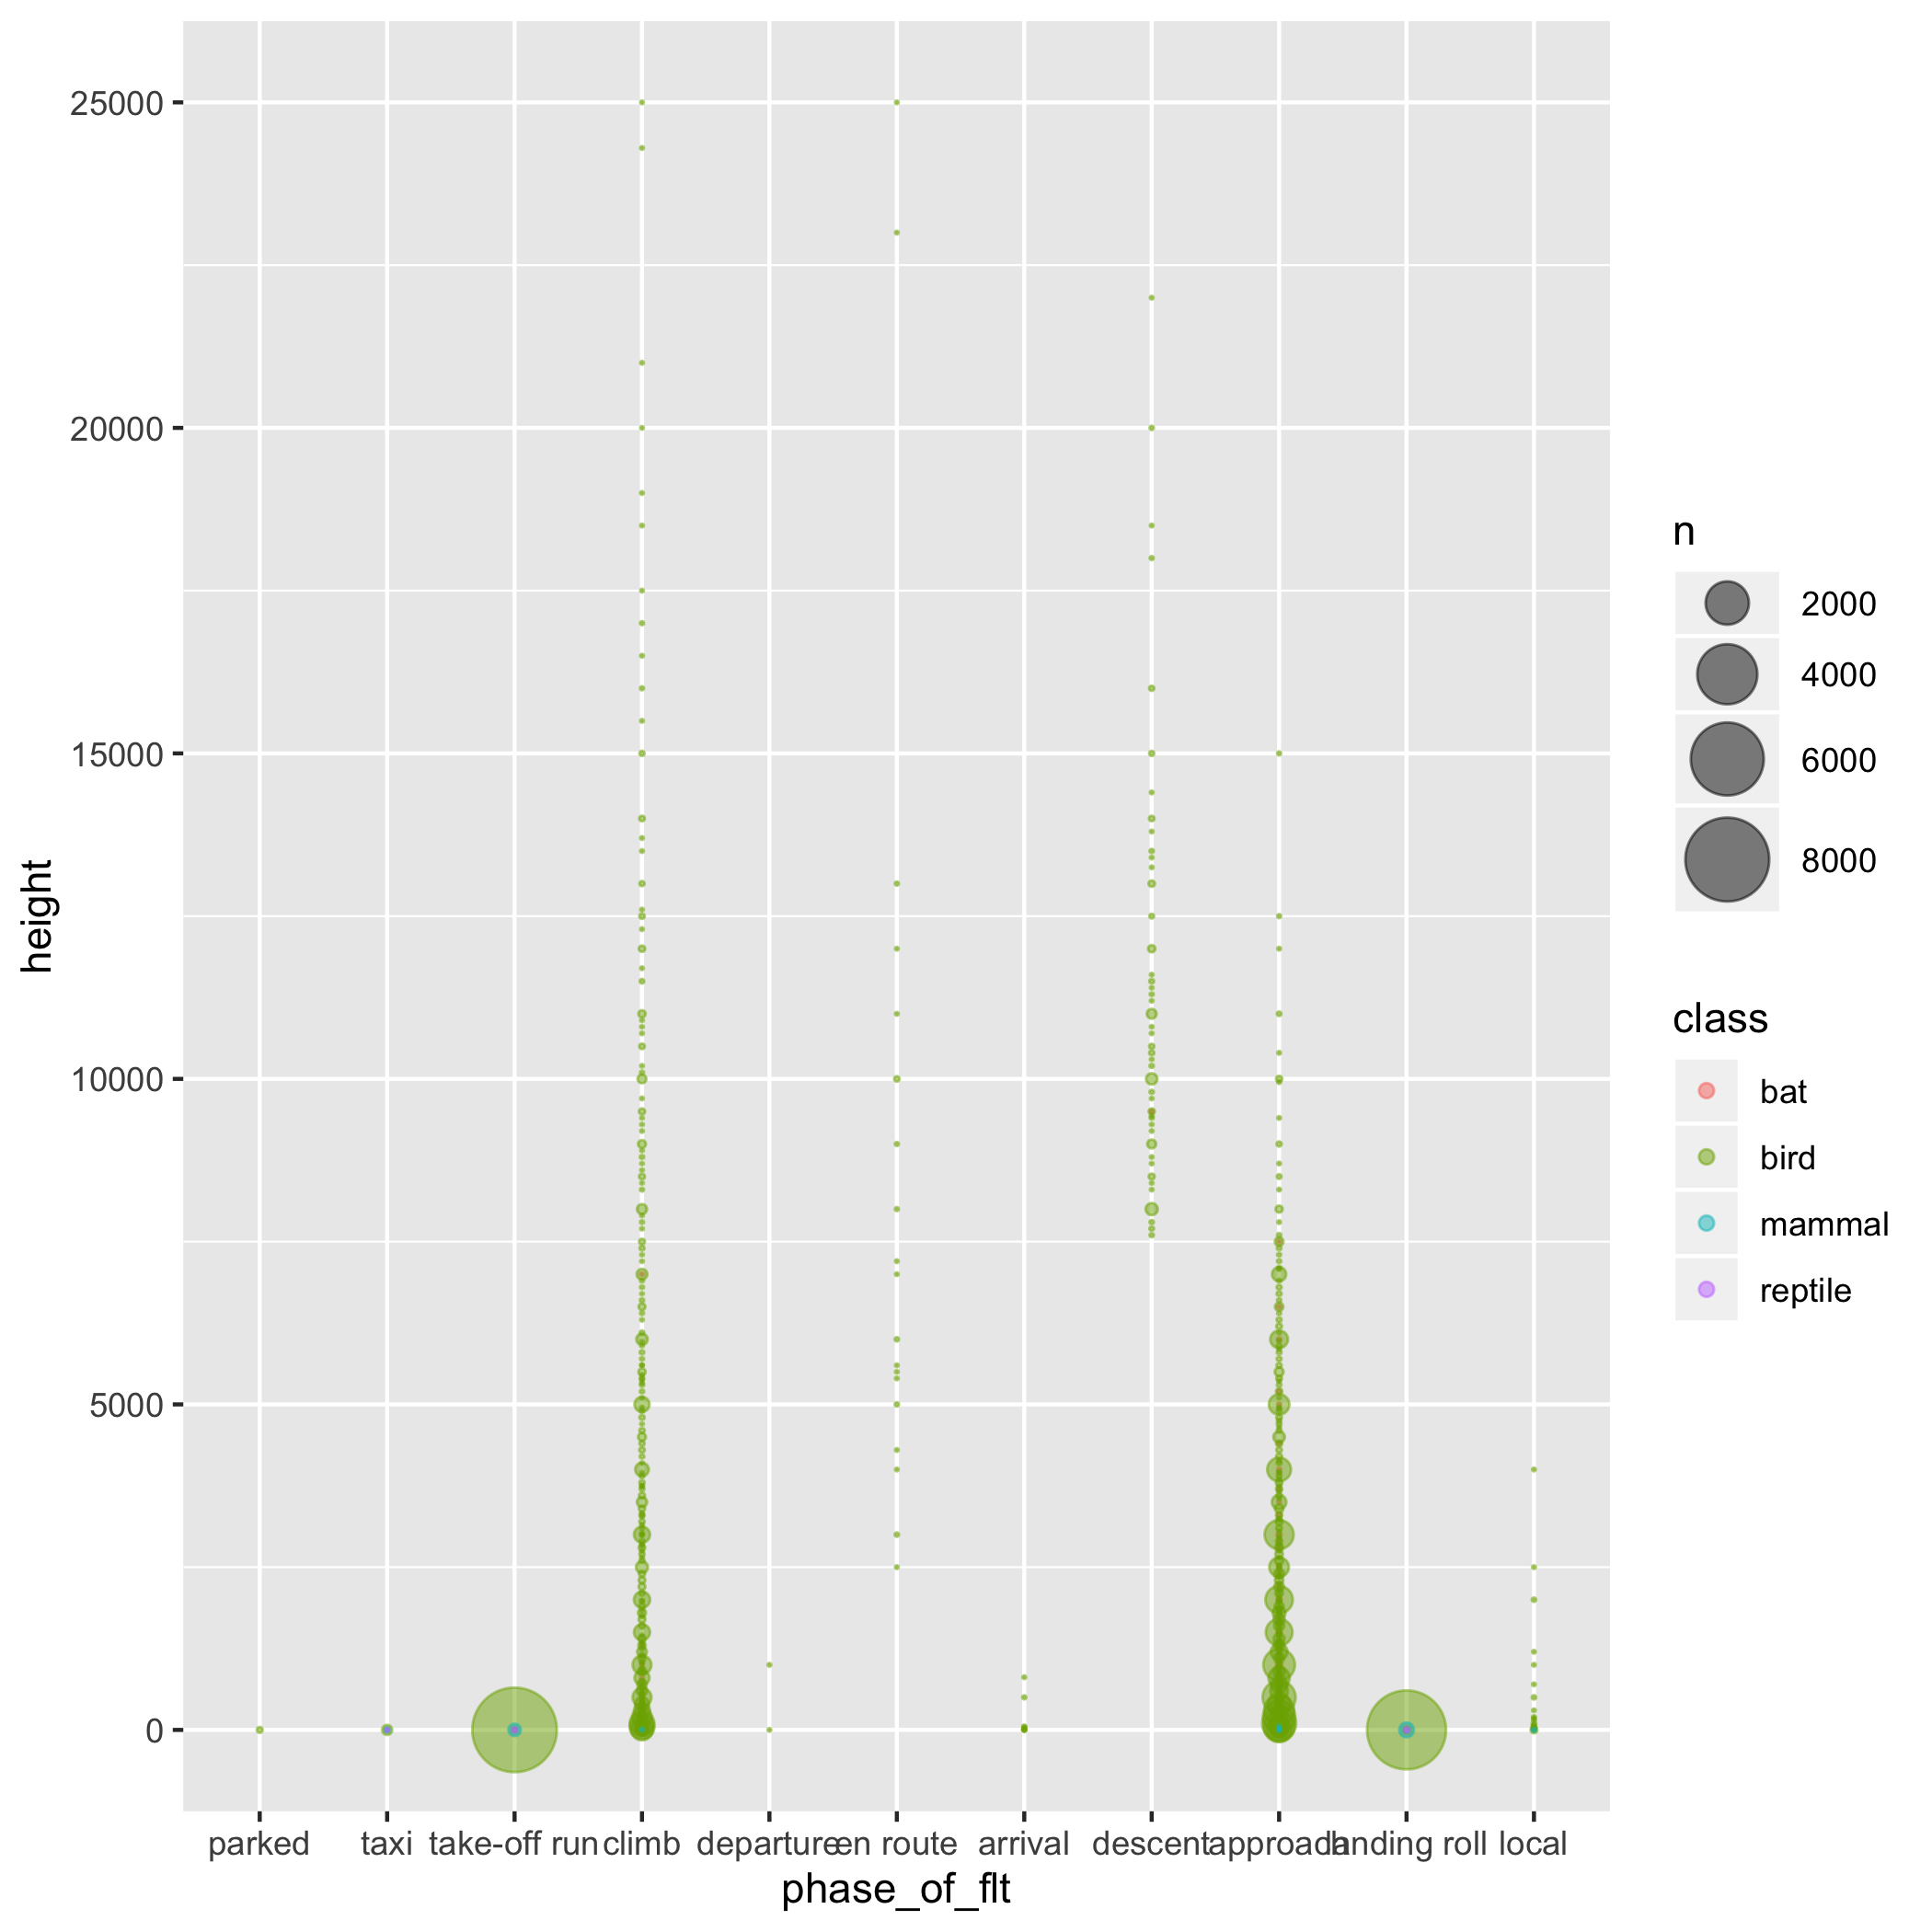 25000
20000
15000
10000
5000
0
height
parked taxi take-off run climb departure en route arrival descent approach landing roll local
phase_of_flt
n
2000
4000
6000
8000
class
bat
bird
mammal
reptile